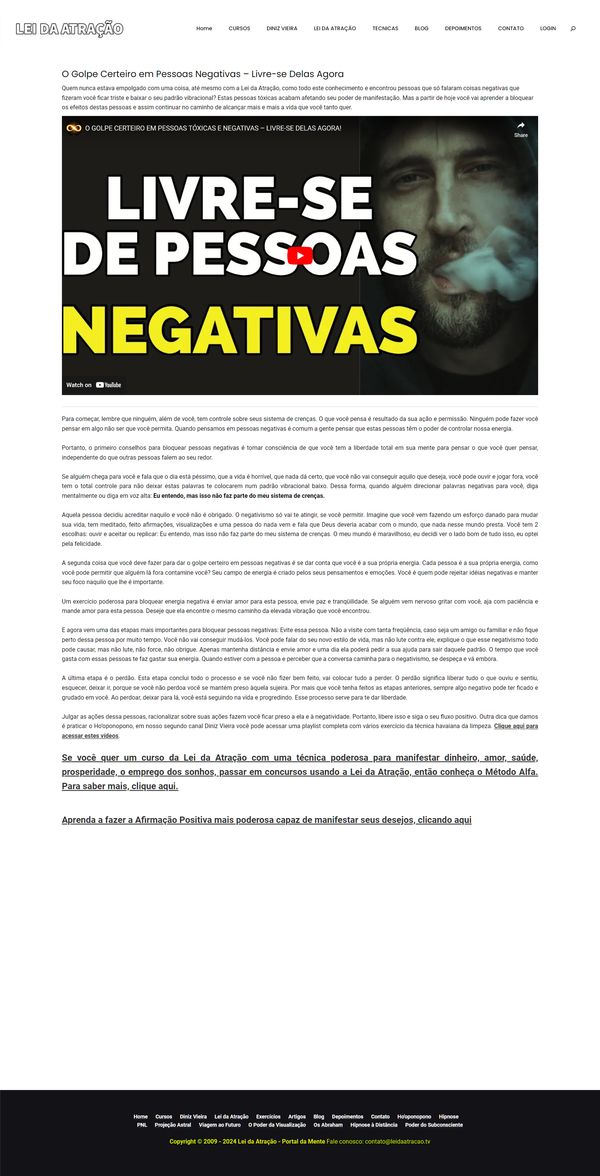 LEI DA ATRAÇÃO
Home CURSOS DINIZ VIEIRA LEI DA ATRAÇÃO TECNICAS BLOG DEPOIMENTOS CONTATO LOGIN
O Golpe Certeiro em Pessoas Negativas – Livre-se Delas Agora
Quem nunca estava empolgado com uma coisa, até mesmo com a Lei da Atração, como todo este conhecimento e encontrou pessoas que só falaram coisas negativas que
fizeram você ficar triste e baixar o seu padrão vibracional? Estas pessoas tóxicas acabam afetando seu poder de manifestação. Mas a partir de hoje você vai aprender a bloquear
os efeitos destas pessoas e assim continuar no caminho de alcançar mais e mais a vida que você tanto quer.
O GOLPE CERTEIRO EM PESSOAS TÓXICAS E NEGATIVAS – LIVRE-SE DELAS AGORA!
Share
LIVRE-SE
DE PESSOAS
NEGATIVAS
Watch on YouTube
Para começar, lembre que ninguém, além de você, tem controle sobre seus sistema de crenças. O que você pensa é resultado da sua ação e permissão. Ninguém pode fazer você
pensar em algo não ser que você permita. Quando pensamos em pessoas negativas é comum a gente pensar que estas pessoas têm o poder de controlar nossa energia.
Portanto, o primeiro conselhos para bloquear pessoas negativas é tomar consciência de que você tem a liberdade total em sua mente para pensar o que você quer pensar,
independente do que outras pessoas falem ao seu redor.
Se alguém chega para você e fala que o dia está péssimo, que a vida é horrível, que nada dá certo, que você não vai conseguir aquilo que deseja, você pode ouvir e jogar fora, você
tem o total controle para não deixar estas palavras te colocarem num padrão vibracional baixo. Dessa forma, quando alguém direcionar palavras negativas para você, diga
mentalmente ou diga em voz alta: Eu entendo, mas isso não faz parte do meu sistema de crenças.
Aquela pessoa decidiu acreditar naquilo e você não é obrigado. O negativismo só vai te atingir, se você permitir. Imagine que você vem fazendo um esforço danado para mudar
sua vida, tem meditado, feito afirmações, visualizações e uma pessoa do nada vem e fala que Deus deveria acabar com o mundo, que nada nesse mundo presta. Você tem 2
escolhas: ouvir e aceitar ou replicar: Eu entendo, mas isso não faz parte do meu sistema de crenças. O meu mundo é maravilhoso, eu decidi ver o lado bom de tudo isso, eu optei
pela felicidade.
A segunda coisa que você deve fazer para dar o golpe certeiro em pessoas negativas é se dar conta que você é a sua própria energia. Cada pessoa é a sua própria energia, como
você pode permitir que alguém lá fora contamine você? Seu campo de energia é criado pelos seus pensamentos e emoções. Você é quem pode rejeitar idéias negativas e manter
seu foco naquilo que lhe é importante.
Um exercício poderosa para bloquear energia negativa é enviar amor para esta pessoa, envie paz e tranqüilidade. Se alguém vem nervoso gritar com você, aja com paciência e
mande amor para esta pessoa. Deseje que ela encontre o mesmo caminho da elevada vibração que você encontrou.
E agora vem uma das etapas mais importantes para bloquear pessoas negativas: Evite essa pessoa. Não a visite com tanta freqüência, caso seja um amigo ou familiar e não fique
perto dessa pessoa por muito tempo. Você não vai conseguir mudá-los. Você pode falar do seu novo estilo de vida, mas não lute contra ele, explique o que esse negativismo todo
pode causar, mas não lute, não force, não obrigue. Apenas mantenha distância e envie amor e uma dia ela poderá pedir a sua ajuda para sair daquele padrão. O tempo que você
gasta com essas pessoas te faz gastar sua energia. Quando estiver com a pessoa e perceber que a conversa caminha para o negativismo, se despeça e vá embora.
A última etapa é o perdão. Esta etapa conclui todo o processo e se você não fizer bem feito, vai colocar tudo a perder. O perdão significa liberar tudo o que ouviu e sentiu,
esquecer, deixar ir, porque se você não perdoa você se mantém preso àquela sujeira. Por mais que você tenha feitos as etapas anteriores, sempre algo negativo pode ter ficado e
grudado em você. Ao perdoar, deixar para lá, você está seguindo na vida e progredindo. Esse processo serve para te dar liberdade.
Julgar as ações dessa pessoas, racionalizar sobre suas ações fazem você ficar preso a ela e à negatividade. Portanto, libere isso e siga o seu fluxo positivo. Outra dica que damos
é praticar o Ho'oponopono, em nosso segundo canal Diniz Vieira você pode acessar uma playlist completa com vários exercício da técnica havaiana da limpeza. Clique aqui para
acessar estes vídeos.
Se você quer um curso da Lei da Atração com uma técnica poderosa para manifestar dinheiro, amor, saúde,
prosperidade, o emprego dos sonhos, passar em concursos usando a Lei da Atração, então conheça o Método Alfa.
Para saber mais, clique aqui.
Aprenda a fazer a Afirmação Positiva mais poderosa capaz de manifestar seus desejos, clicando aqui
Home Cursos Diniz Vieira Lei da Atração Exercícios Artigos Blog Depoimentos Contato Ho'oponopono Hipnose
PNL Projeção Astral Viagem ao Futuro O Poder da Visualização Os Abraham Hipnose à Distância Poder do Subconsciente
Copyright © 2009 - 2024 Lei da Atração - Portal da Mente Fale conosco: contato@leidaatracao.tv